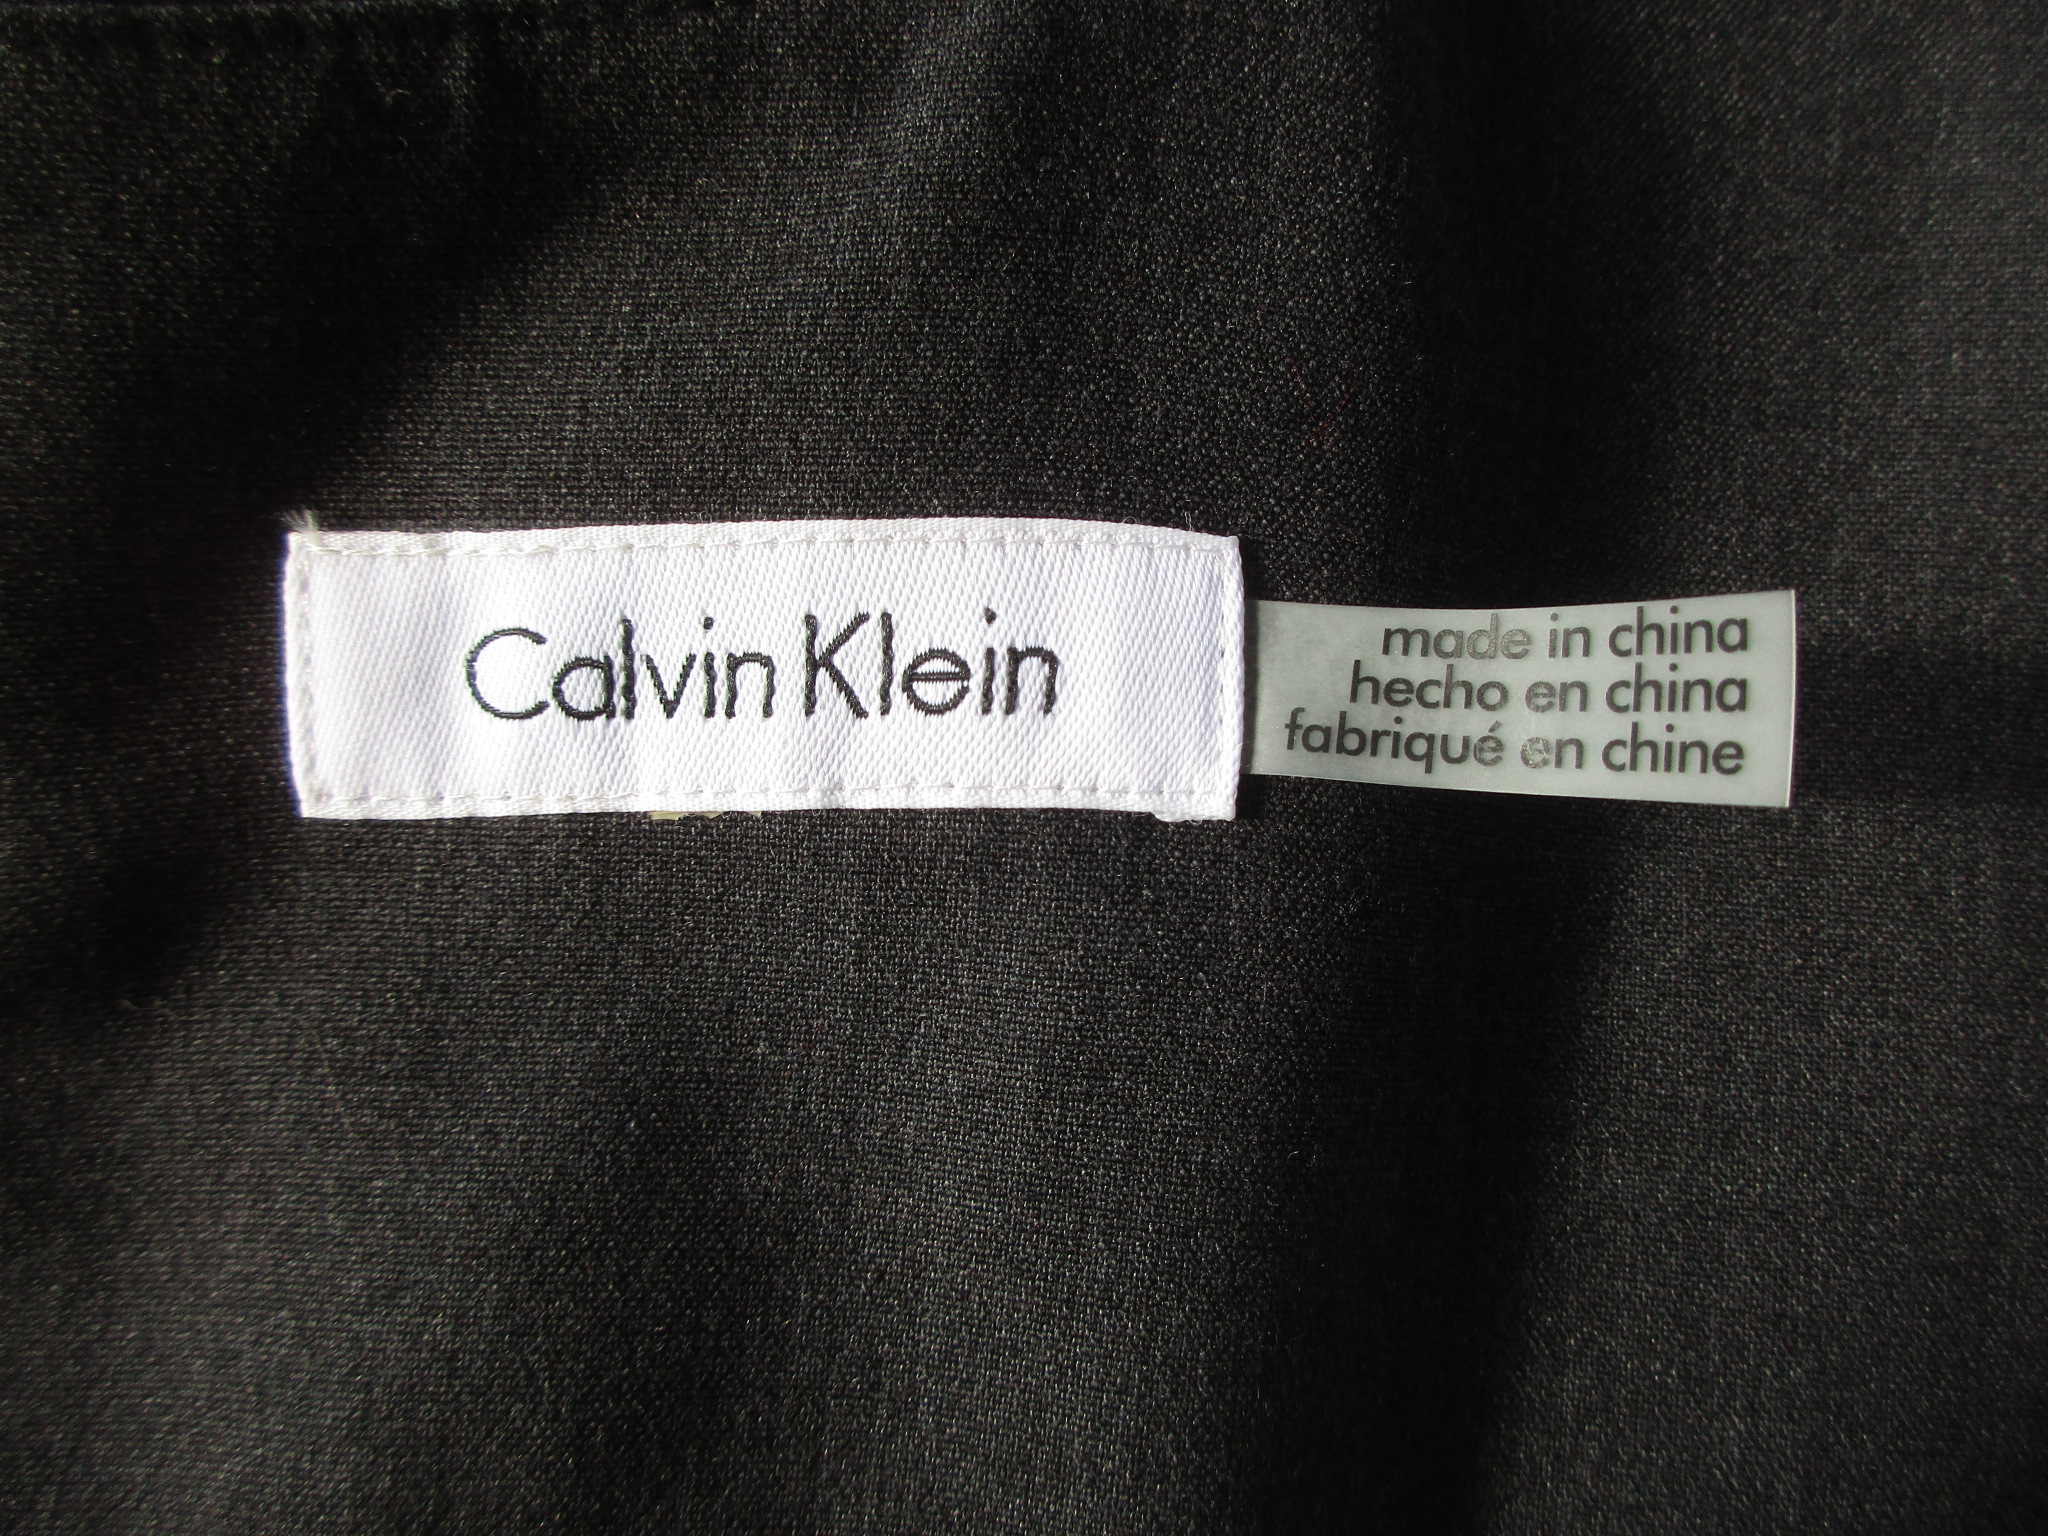 Calvin Klein
made in china
hecho en china
fabriqué en chine